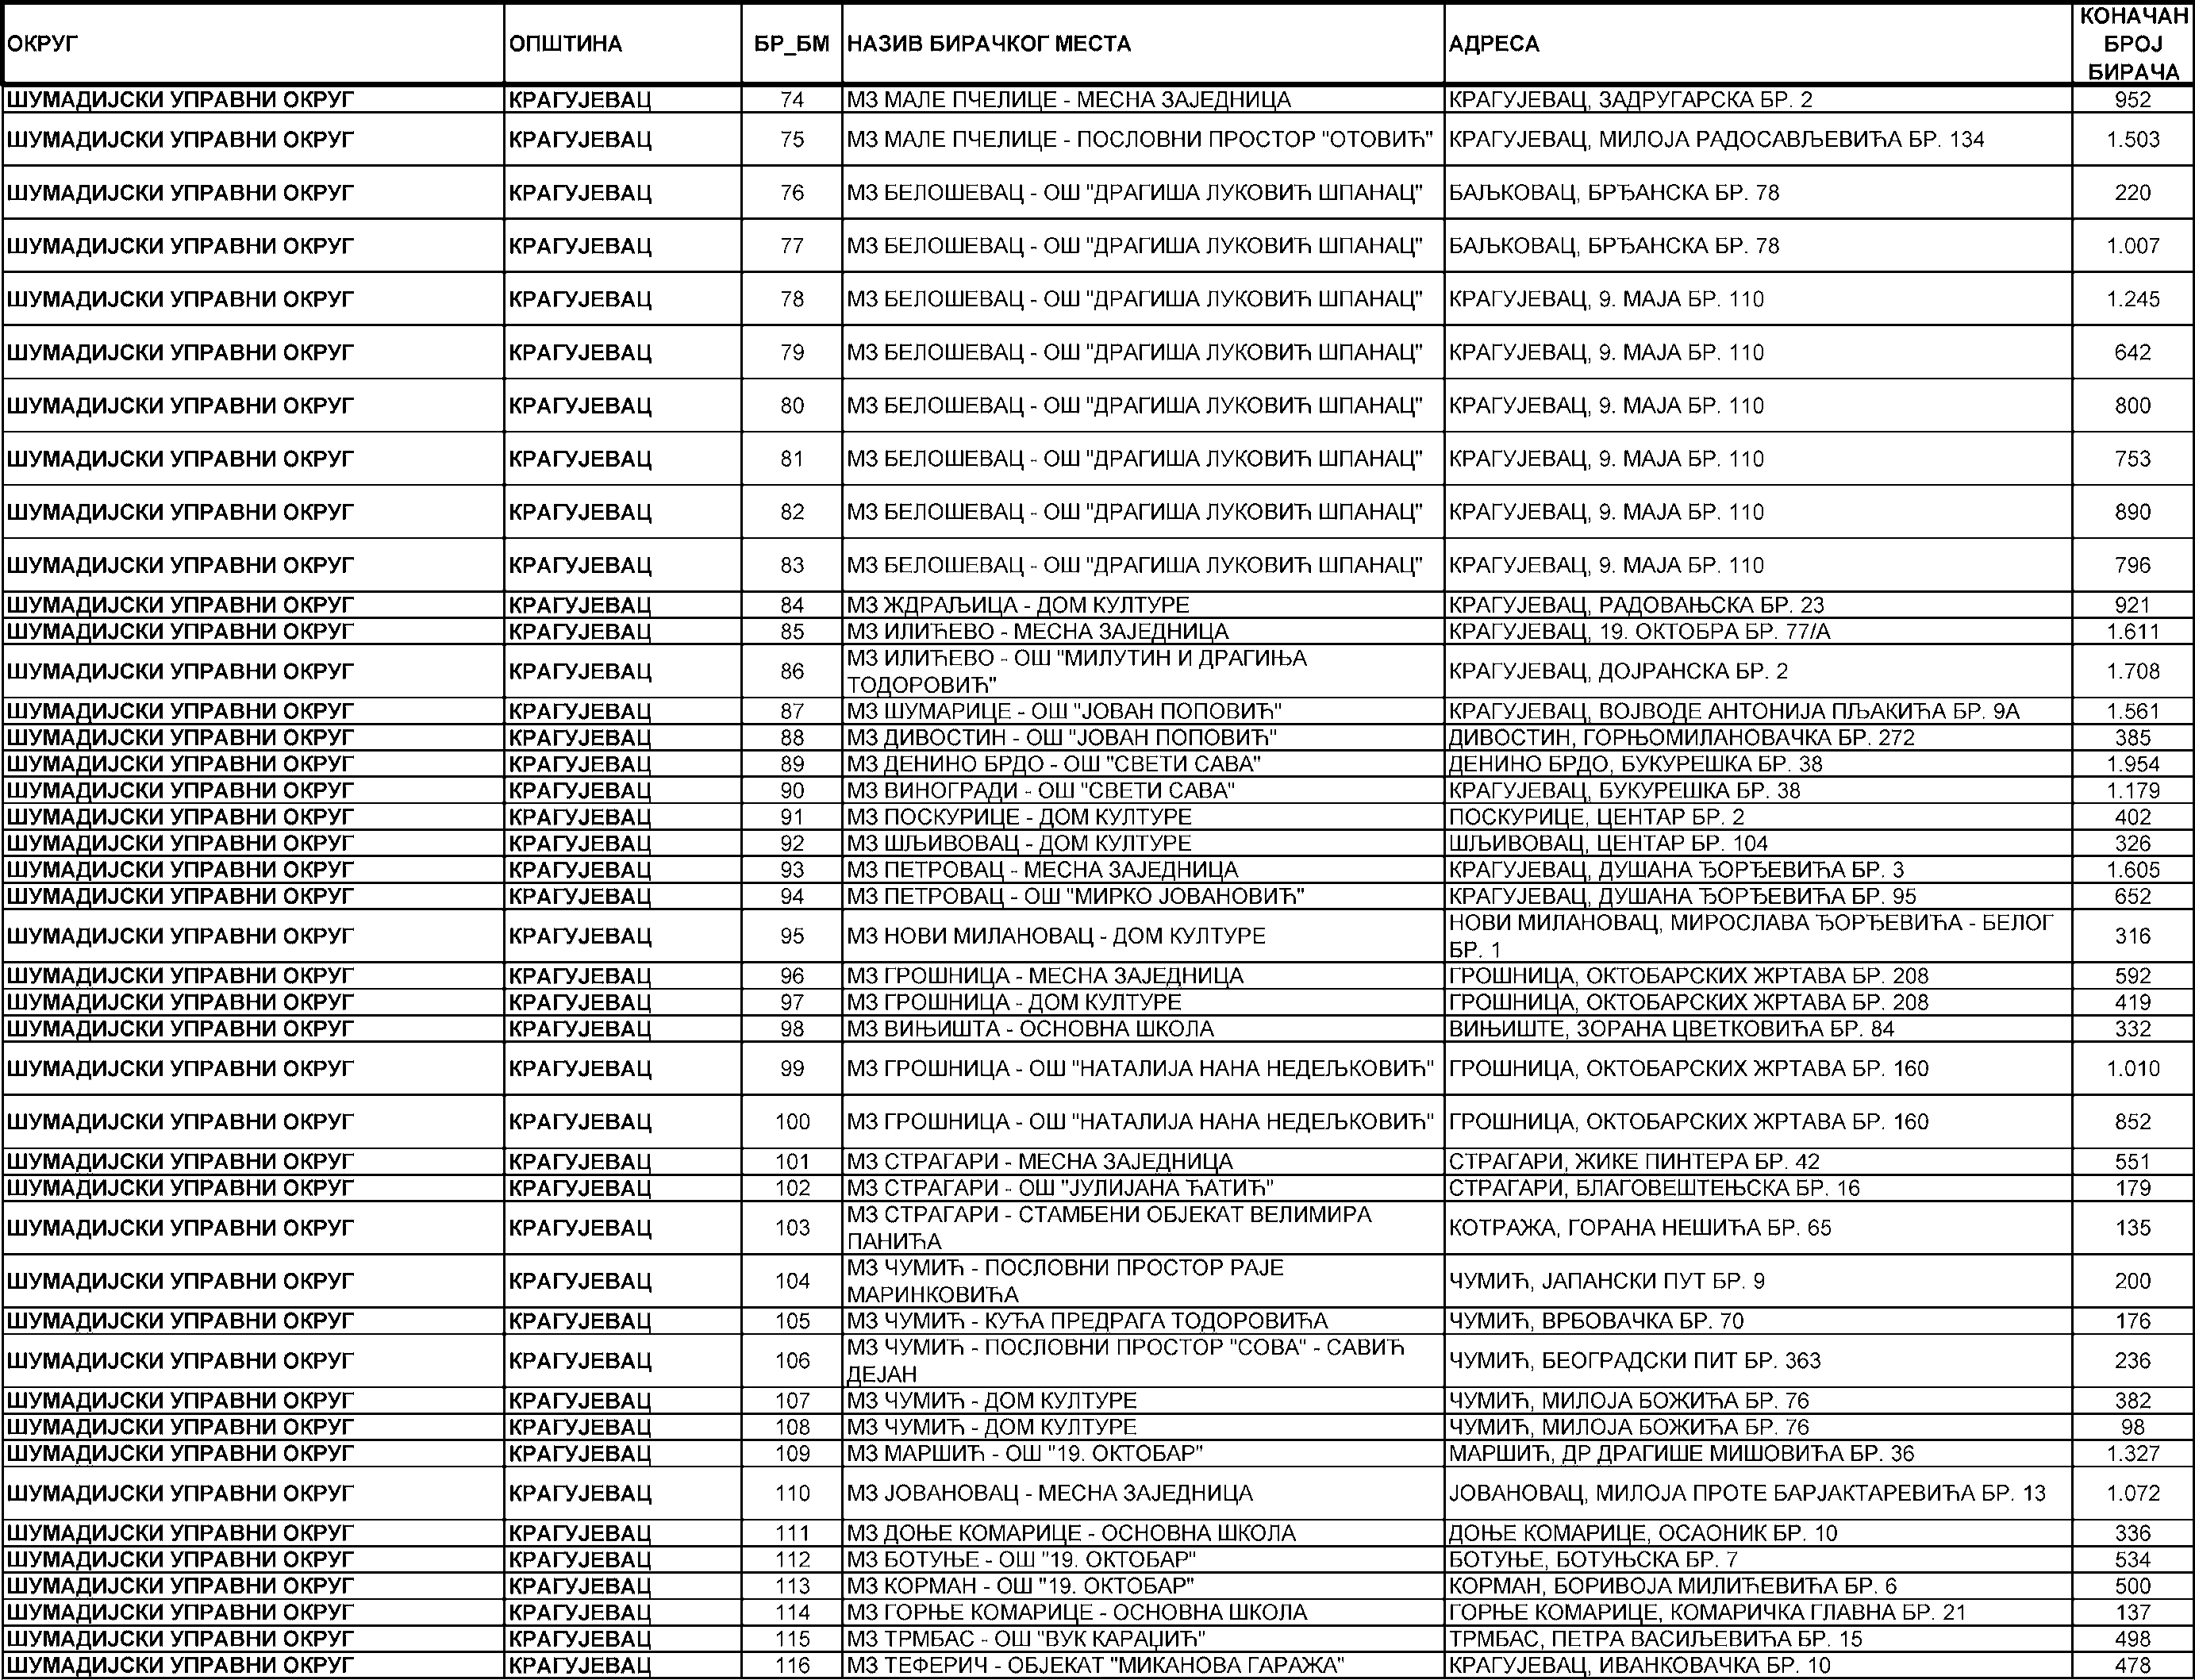 ОКРУГ ОПШТИНА БР_БМ НАЗИВ БИРАЧКОГ МЕСТА АДРЕСА КОНАЧАН БРОЈ БИРАЧА
ШУМАДИЈСКИ УПРАВНИ ОКРУГ КРАГУЈЕВАЦ 74 МЗ МАЛЕ ПЧЕЛИЦЕ - МЕСНА ЗАЈЕДНИЦА КРАГУЈЕВАЦ, ЗАДРУГАРСКА БР. 2 952
ШУМАДИЈСКИ УПРАВНИ ОКРУГ КРАГУЈЕВАЦ 75 МЗ МАЛЕ ПЧЕЛИЦЕ - ПОСЛОВНИ ПРОСТОР "ОТОВИЋ" КРАГУЈЕВАЦ, МИЛОЈА РАДОСАВЉЕВИЋА БР. 134 1.503
ШУМАДИЈСКИ УПРАВНИ ОКРУГ КРАГУЈЕВАЦ 76 МЗ БЕЛОШЕВАЦ - ОШ "ДРАГИША ЛУКОВИЋ ШПАНАЦ" БАЉКОВАЦ, БРЂАНСКА БР. 78 220
ШУМАДИЈСКИ УПРАВНИ ОКРУГ КРАГУЈЕВАЦ 77 МЗ БЕЛОШЕВАЦ - ОШ "ДРАГИША ЛУКОВИЋ ШПАНАЦ" БАЉКОВАЦ, БРЂАНСКА БР. 78 1.007
ШУМАДИЈСКИ УПРАВНИ ОКРУГ КРАГУЈЕВАЦ 78 МЗ БЕЛОШЕВАЦ - ОШ "ДРАГИША ЛУКОВИЋ ШПАНАЦ" КРАГУЈЕВАЦ, 9. МАЈА БР. 110 1.245
ШУМАДИЈСКИ УПРАВНИ ОКРУГ КРАГУЈЕВАЦ 79 МЗ БЕЛОШЕВАЦ - ОШ "ДРАГИША ЛУКОВИЋ ШПАНАЦ" КРАГУЈЕВАЦ, 9. МАЈА БР. 110 642
ШУМАДИЈСКИ УПРАВНИ ОКРУГ КРАГУЈЕВАЦ 80 МЗ БЕЛОШЕВАЦ - ОШ "ДРАГИША ЛУКОВИЋ ШПАНАЦ" КРАГУЈЕВАЦ, 9. МАЈА БР. 110 800
ШУМАДИЈСКИ УПРАВНИ ОКРУГ КРАГУЈЕВАЦ 81 МЗ БЕЛОШЕВАЦ - ОШ "ДРАГИША ЛУКОВИЋ ШПАНАЦ" КРАГУЈЕВАЦ, 9. МАЈА БР. 110 753
ШУМАДИЈСКИ УПРАВНИ ОКРУГ КРАГУЈЕВАЦ 82 МЗ БЕЛОШЕВАЦ - ОШ "ДРАГИША ЛУКОВИЋ ШПАНАЦ" КРАГУЈЕВАЦ, 9. МАЈА БР. 110 890
ШУМАДИЈСКИ УПРАВНИ ОКРУГ КРАГУЈЕВАЦ 83 МЗ БЕЛОШЕВАЦ - ОШ "ДРАГИША ЛУКОВИЋ ШПАНАЦ" КРАГУЈЕВАЦ, 9. МАЈА БР. 110 796
ШУМАДИЈСКИ УПРАВНИ ОКРУГ КРАГУЈЕВАЦ 84 МЗ ЖДРАЉИЦА - ДОМ КУЛТУРЕ КРАГУЈЕВАЦ, РАДОВАЊСКА БР. 23 921
ШУМАДИЈСКИ УПРАВНИ ОКРУГ КРАГУЈЕВАЦ 85 МЗ ИЛИЋЕВО - МЕСНА ЗАЈЕДНИЦА КРАГУЈЕВАЦ, 19. ОКТОБРА БР. 77/А 1.611
ШУМАДИЈСКИ УПРАВНИ ОКРУГ КРАГУЈЕВАЦ 86 МЗ ИЛИЋЕВО - ОШ "МИЛУТИН И ДРАГИЊА ТОДОРОВИЋ" КРАГУЈЕВАЦ, ДОЈРАНСКА БР. 2 1.708
ШУМАДИЈСКИ УПРАВНИ ОКРУГ КРАГУЈЕВАЦ 87 МЗ ШУМАРИЦЕ - ОШ "ЈОВАН ПОПОВИЋ" КРАГУЈЕВАЦ, ВОЈВОДЕ АНТОНИЈА ПЉАКИЋА БР. 9А 1.561
ШУМАДИЈСКИ УПРАВНИ ОКРУГ КРАГУЈЕВАЦ 88 МЗ ДИВОСТИН - ОШ "ЈОВАН ПОПОВИЋ" ДИВОСТИН, ГОРЊОМИЛАНОВАЧКА БР. 272 385
ШУМАДИЈСКИ УПРАВНИ ОКРУГ КРАГУЈЕВАЦ 89 МЗ ДЕНИНО БРДО - ОШ "СВЕТИ САВА" ДЕНИНО БРДО, БУКУРЕШКА БР. 38 1.954
ШУМАДИЈСКИ УПРАВНИ ОКРУГ КРАГУЈЕВАЦ 90 МЗ ВИНОГРАДИ - ОШ "СВЕТИ САВА" КРАГУЈЕВАЦ, БУКУРЕШКА БР. 38 1.179
ШУМАДИЈСКИ УПРАВНИ ОКРУГ КРАГУЈЕВАЦ 91 МЗ ПОСКУРИЦЕ - ДОМ КУЛТУРЕ ПОСКУРИЦЕ, ЦЕНТАР БР. 2 402
ШУМАДИЈСКИ УПРАВНИ ОКРУГ КРАГУЈЕВАЦ 92 МЗ ШЉИВОВАЦ - ДОМ КУЛТУРЕ ШЉИВОВАЦ, ЦЕНТАР БР. 104 326
ШУМАДИЈСКИ УПРАВНИ ОКРУГ КРАГУЈЕВАЦ 93 МЗ ПЕТРОВАЦ - МЕСНА ЗАЈЕДНИЦА КРАГУЈЕВАЦ, ДУШАНА ЂОРЂЕВИЋА БР. 3 1.605
ШУМАДИЈСКИ УПРАВНИ ОКРУГ КРАГУЈЕВАЦ 94 МЗ ПЕТРОВАЦ - ОШ "МИРКО ЈОВАНОВИЋ" КРАГУЈЕВАЦ, ДУШАНА ЂОРЂЕВИЋА БР. 95 652
ШУМАДИЈСКИ УПРАВНИ ОКРУГ КРАГУЈЕВАЦ 95 МЗ НОВИ МИЛАНОВАЦ - ДОМ КУЛТУРЕ НОВИ МИЛАНОВАЦ, МИРОСЛАВА ЂОРЂЕВИЋА - БЕЛОГ БР. 1 316
ШУМАДИЈСКИ УПРАВНИ ОКРУГ КРАГУЈЕВАЦ 96 МЗ ГРОШНИЦА - МЕСНА ЗАЈЕДНИЦА ГРОШНИЦА, ОКТОБАРСКИХ ЖРТАВА БР. 208 592
ШУМАДИЈСКИ УПРАВНИ ОКРУГ КРАГУЈЕВАЦ 97 МЗ ГРОШНИЦА - ДОМ КУЛТУРЕ ГРОШНИЦА, ОКТОБАРСКИХ ЖРТАВА БР. 208 419
ШУМАДИЈСКИ УПРАВНИ ОКРУГ КРАГУЈЕВАЦ 98 МЗ ВИЊИШТА - ОСНОВНА ШКОЛА ВИЊИШТЕ, ЗОРАНА ЦВЕТКОВИЋА БР. 84 332
ШУМАДИЈСКИ УПРАВНИ ОКРУГ КРАГУЈЕВАЦ 99 МЗ ГРОШНИЦА - ОШ "НАТАЛИЈА НАНА НЕДЕЉКОВИЋ" ГРОШНИЦА, ОКТОБАРСКИХ ЖРТАВА БР. 160 1.010
ШУМАДИЈСКИ УПРАВНИ ОКРУГ КРАГУЈЕВАЦ 100 МЗ ГРОШНИЦА - ОШ "НАТАЛИЈА НАНА НЕДЕЉКОВИЋ" ГРОШНИЦА, ОКТОБАРСКИХ ЖРТАВА БР. 160 852
ШУМАДИЈСКИ УПРАВНИ ОКРУГ КРАГУЈЕВАЦ 101 МЗ СТРАГАРИ - МЕСНА ЗАЈЕДНИЦА СТРАГАРИ, ЖИКЕ ПИНТЕРА БР. 42 551
ШУМАДИЈСКИ УПРАВНИ ОКРУГ КРАГУЈЕВАЦ 102 МЗ СТРАГАРИ - ОШ "ЈУЛИЈАНА ЋАТИЋ" СТРАГАРИ, БЛАГОВЕШТЕЊСКА БР. 16 179
ШУМАДИЈСКИ УПРАВНИ ОКРУГ КРАГУЈЕВАЦ 103 МЗ СТРАГАРИ - СТАМБЕНИ ОБЈЕКАТ ВЕЛИМИРА ПАНИЋА КОТРАЖА, ГОРАНА НЕШИЋА БР. 65 135
ШУМАДИЈСКИ УПРАВНИ ОКРУГ КРАГУЈЕВАЦ 104 МЗ ЧУМИЋ - ПОСЛОВНИ ПРОСТОР РАЈЕ МАРИНКОВИЋА ЧУМИЋ, ЈАПАНСКИ ПУТ БР. 9 200
ШУМАДИЈСКИ УПРАВНИ ОКРУГ КРАГУЈЕВАЦ 105 МЗ ЧУМИЋ - КУЋА ПРЕДРАГА ТОДОРОВИЋА ЧУМИЋ, ВРБОВАЧКА БР. 70 176
ШУМАДИЈСКИ УПРАВНИ ОКРУГ КРАГУЈЕВАЦ 106 МЗ ЧУМИЋ - ПОСЛОВНИ ПРОСТОР "СОВА" - САВИЋ ДЕЈАН ЧУМИЋ, БЕОГРАДСКИ ПИТ БР. 363 236
ШУМАДИЈСКИ УПРАВНИ ОКРУГ КРАГУЈЕВАЦ 107 МЗ ЧУМИЋ - ДОМ КУЛТУРЕ ЧУМИЋ, МИЛОЈА БОЖИЋА БР. 76 382
ШУМАДИЈСКИ УПРАВНИ ОКРУГ КРАГУЈЕВАЦ 108 МЗ ЧУМИЋ - ДОМ КУЛТУРЕ ЧУМИЋ, МИЛОЈА БОЖИЋА БР. 76 98
ШУМАДИЈСКИ УПРАВНИ ОКРУГ КРАГУЈЕВАЦ 109 МЗ МАРШИЋ - ОШ "19. ОКТОБАР" МАРШИЋ, ДР ДРАГИШЕ МИШОВИЋА БР. 36 1.327
ШУМАДИЈСКИ УПРАВНИ ОКРУГ КРАГУЈЕВАЦ 110 МЗ ЈОВАНОВАЦ - МЕСНА ЗАЈЕДНИЦА ЈОВАНОВАЦ, МИЛОЈА ПРОТЕ БАРЈАКТАРЕВИЋА БР. 13 1.072
ШУМАДИЈСКИ УПРАВНИ ОКРУГ КРАГУЈЕВАЦ 111 МЗ ДОЊЕ КОМАРИЦЕ - ОСНОВНА ШКОЛА ДОЊЕ КОМАРИЦЕ, ОСАОНИК БР. 10 336
ШУМАДИЈСКИ УПРАВНИ ОКРУГ КРАГУЈЕВАЦ 112 МЗ БОТУЊЕ - ОШ "19. ОКТОБАР" БОТУЊЕ, БОТУЊСКА БР. 7 534
ШУМАДИЈСКИ УПРАВНИ ОКРУГ КРАГУЈЕВАЦ 113 МЗ КОРМАН - ОШ "19. ОКТОБАР" КОРМАН, БОРИВОЈА МИЛИЋЕВИЋА БР. 6 500
ШУМАДИЈСКИ УПРАВНИ ОКРУГ КРАГУЈЕВАЦ 114 МЗ ГОРЊЕ КОМАРИЦЕ - ОСНОВНА ШКОЛА ГОРЊЕ КОМАРИЦЕ, КОМАРИЧКА ГЛАВНА БР. 21 137
ШУМАДИЈСКИ УПРАВНИ ОКРУГ КРАГУЈЕВАЦ 115 МЗ ТРМБАС - ОШ "ВУК КАРАЏИЋ" ТРМБАС, ПЕТРА ВАСИЉЕВИЋА БР. 15 498
ШУМАДИЈСКИ УПРАВНИ ОКРУГ КРАГУЈЕВАЦ 116 МЗ ТЕФЕРИЧ - ОБЈЕКАТ "МИКАНОВА ГАРАЖА" КРАГУЈЕВАЦ, ИВАНКОВАЧКА БР. 10 478